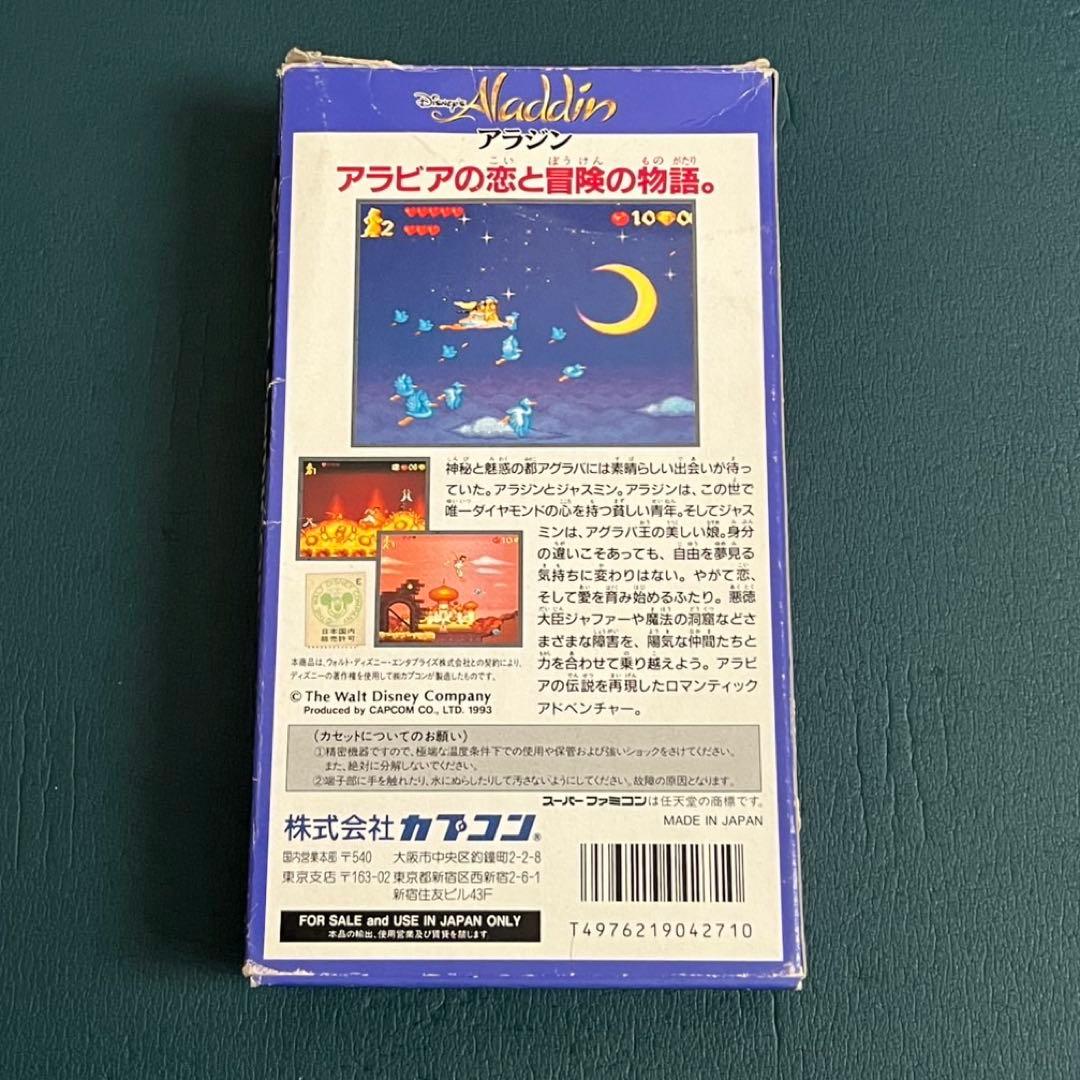 Disney's Aladdin
アラジン
アラビアの恋と冒険の物語。
こい ぼうけん ものがたり
2
10 0
神秘と魅惑の都アグラバには素晴らしい出会いが待っ
ていた。アラジンとジャスミン。アラジンは、この世で
唯一ダイヤモンドの心を持つ貧しい青年。そしてジャス
ミンは、アグラバ王の美しい娘。身分
の違いこそあっても、自由を夢見る
気持ちに変わりはない。やがて恋、
そして愛を育み始めるふたり。悪徳
大臣ジャファーや魔法の洞窟などさ
まざまな障害を、陽気な仲間たちと
力を合わせて乗り越えよう。アラビ
アの伝説を再現したロマンティック
アドベンチャー。
日本国内
販売許可
本商品は、ウォルト・ディズニー・エンタプライズ株式会社との契約により、
ディズニーの著作権を使用して㈱カプコンが製造したものです。
© The Walt Disney Company
Produced by CAPCOM CO., LTD. 1993
〈カセットについてのお願い〉
①精密機器ですので、極端な温度条件下での使用や保管および強いショックをさけてください。
また、絶対に分解しないでください。
②端子部に手を触れたり、水にぬらしたりして汚さないようにしてください。故障の原因となります。
スーパーファミコンは任天堂の商標です。
MADE IN JAPAN
株式会社カプコン®
国内営業本部 〒540 大阪市中央区釣鐘町2-2-8
東京支店 〒163-02 東京都新宿区西新宿2-6-1
新宿住友ビル43F
FOR SALE and USE IN JAPAN ONLY
本品の輸出、使用営業及び賃貸を禁じます
T4976219042710